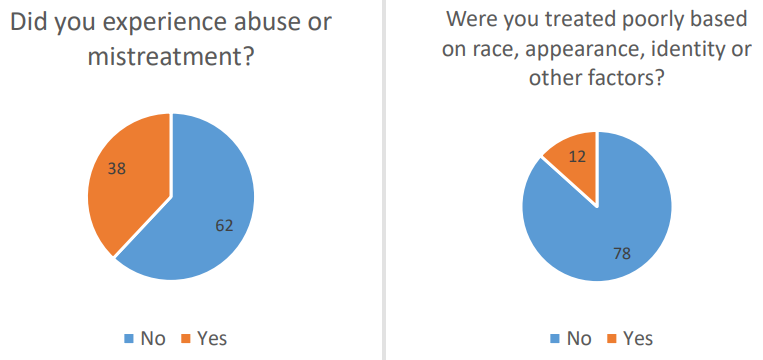 Did you experience abuse or
mistreatment?
38
62
No Yes
Were you treated poorly based
on race, appearance, identity or
other factors?
12
78
No Yes